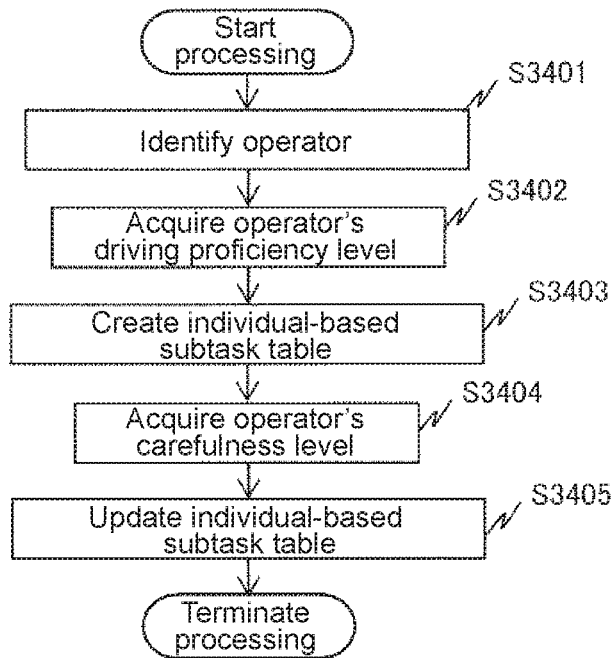 Start
processing
S3401
Identify operator
S3402
Acquire operator's
driving proficiency level
S3403
Create individual-based
subtask table
S3404
Acquire operator's
carefulness level
S3405
Update individual-based
subtask table
Terminate
processing